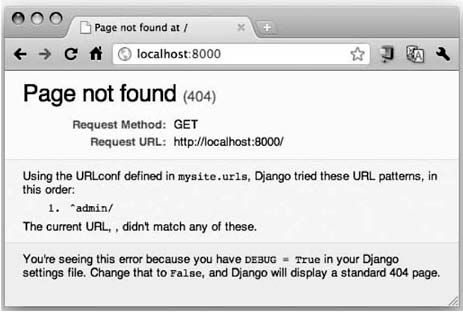 Page not found at /
localhost:8000
Page not found (404)
Request Method: GET
Request URL: http://localhost:8000/
Using the URLconf defined in mysite.urls, Django tried these URL patterns, in
this order:
1. ^admin/
The current URL, , didn't match any of these.
You're seeing this error because you have DEBUG = True in your Django
settings file. Change that to False, and Django will display a standard 404 page.